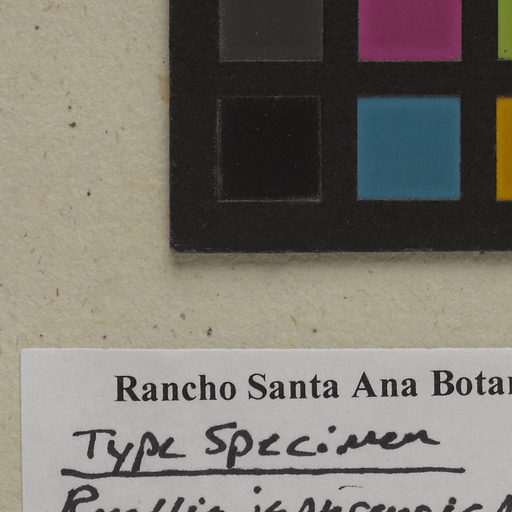 Rancho Santa Ana Botan
Type Specimen